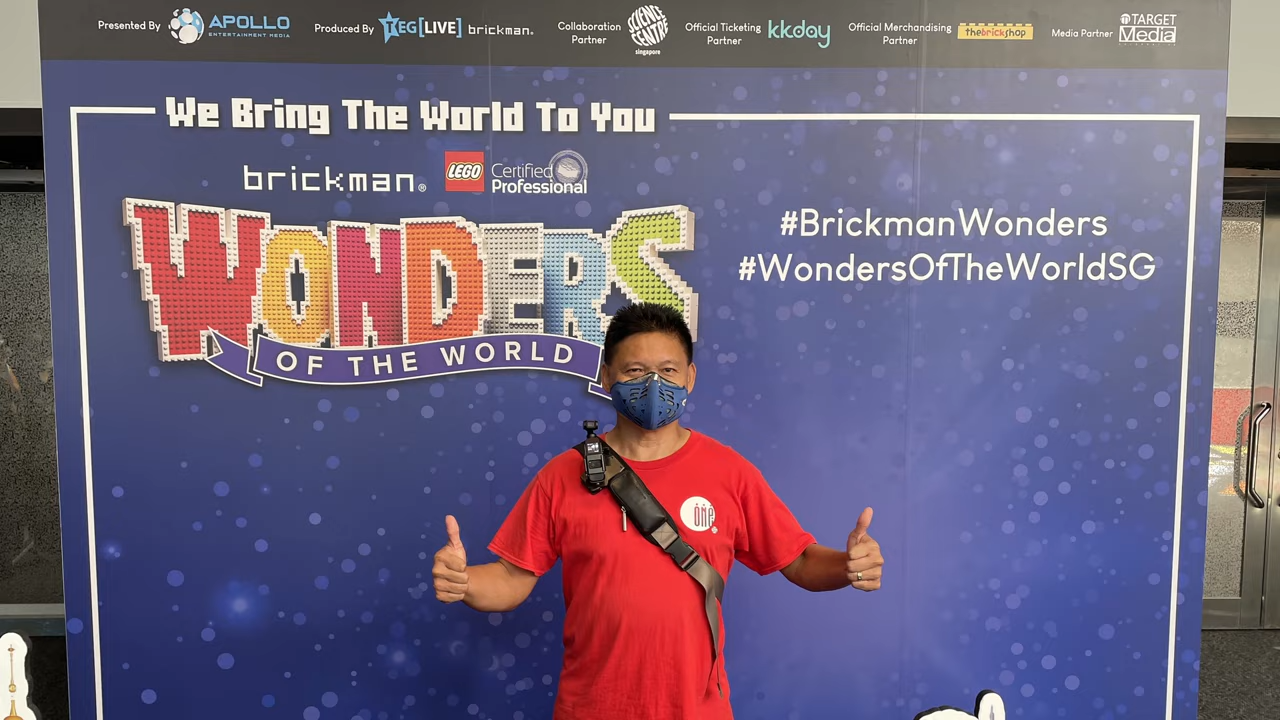 Presented By APOLLO ENTERTAINMENT MEDIA
Produced By TEG[LIVE] brickman®
Collaboration Partner SCIENCE CENTRE singapore
Official Ticketing Partner kkday
Official Merchandising Partner thebrickshop
Media Partner TARGET Media
We Bring The World To You
brickman® LEGO Certified Professional
WONDERS
OF THE WORLD
#BrickmanWonders
#WondersOfTheWorldSG
one